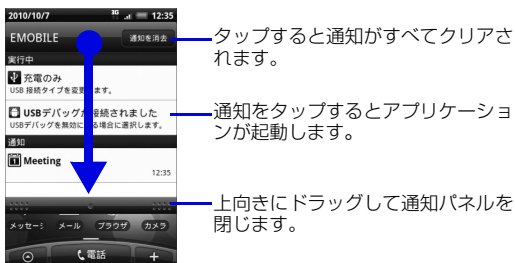 2010/10/7 3G 12:35
EMOBILE 通知を消去
実行中
充電のみ
USB 接続タイプを変更 ます。
USBデバッグ 接続されました
USBデバッグを無効に る場合に選択します。
通知
Meeting
12:35
メッセージ メール ブラウザ カメラ
電話 +
タップすると通知がすべてクリアさ
れます。
通知をタップするとアプリケーショ
ンが起動します。
上向きにドラッグして通知パネルを
閉じます。